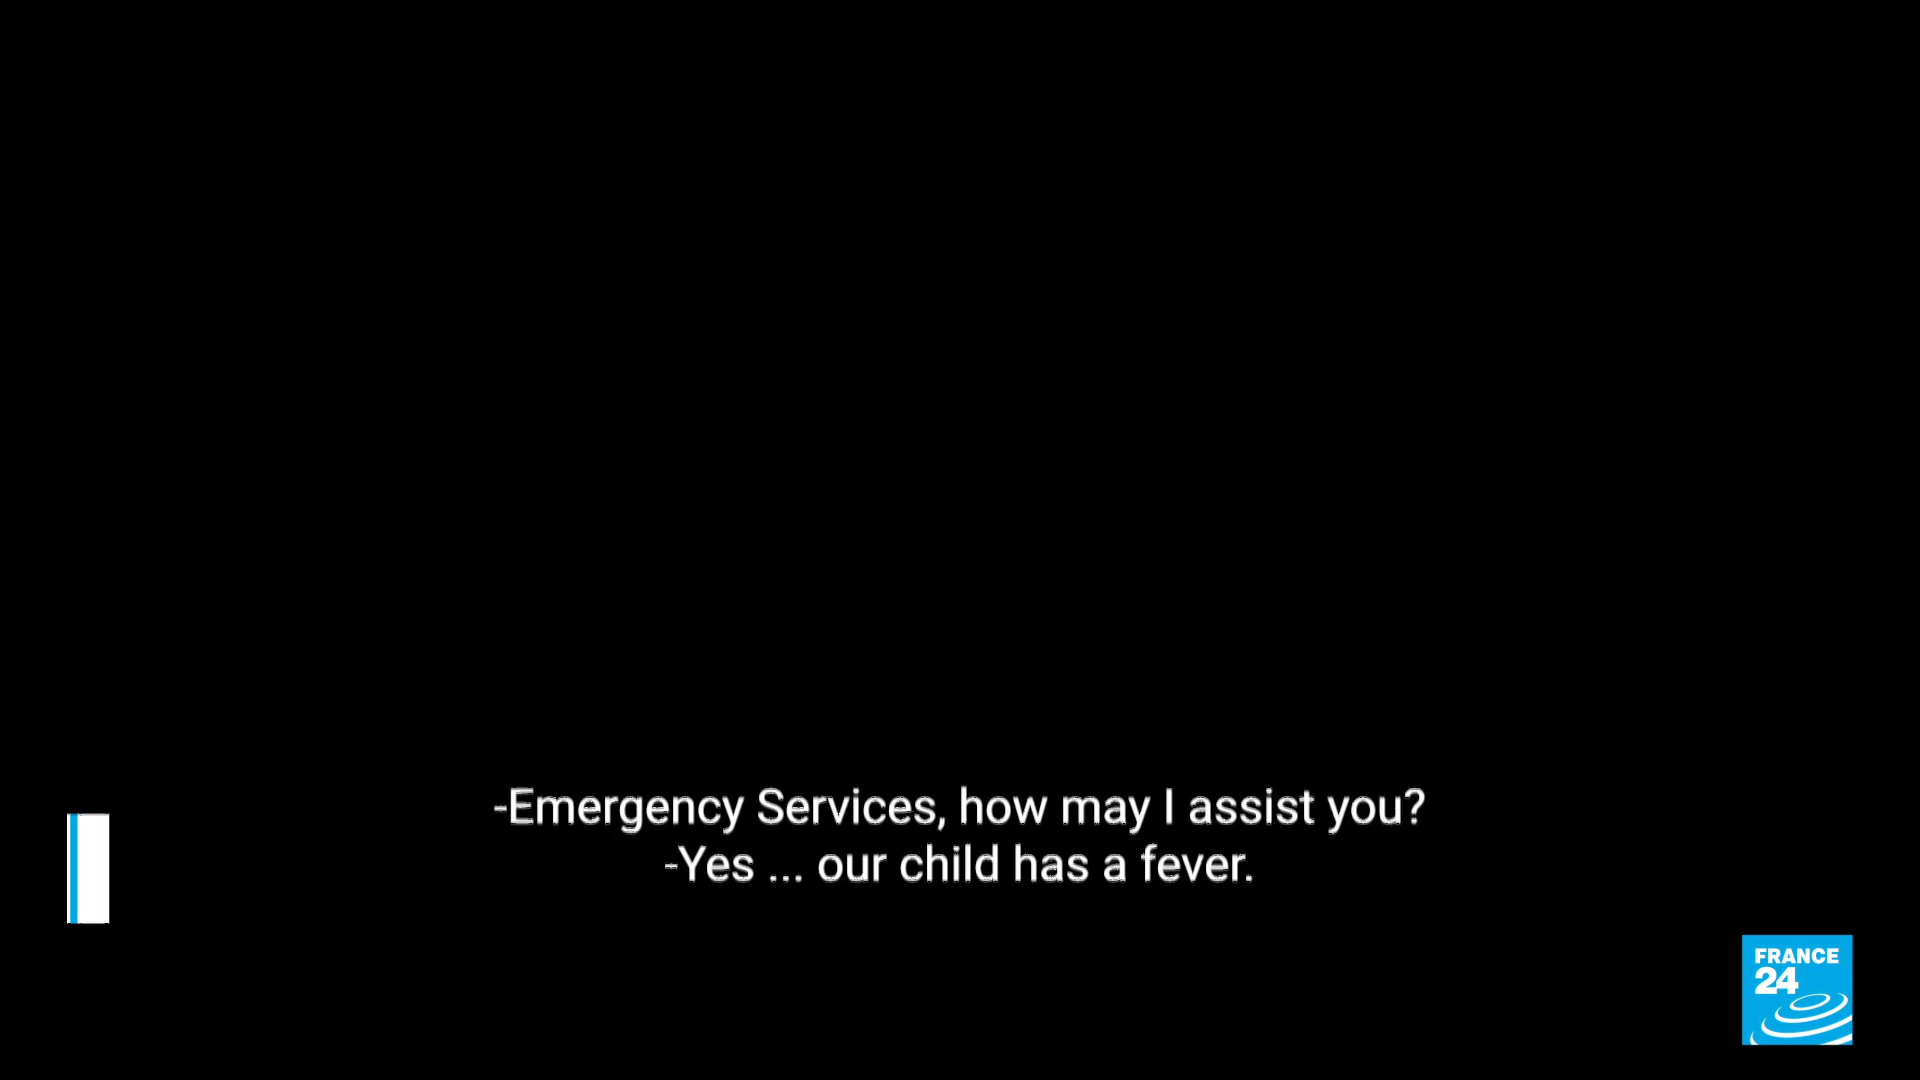 -Emergency Services, how may I assist you?
-Yes ... our child has a fever.
FRANCE
24